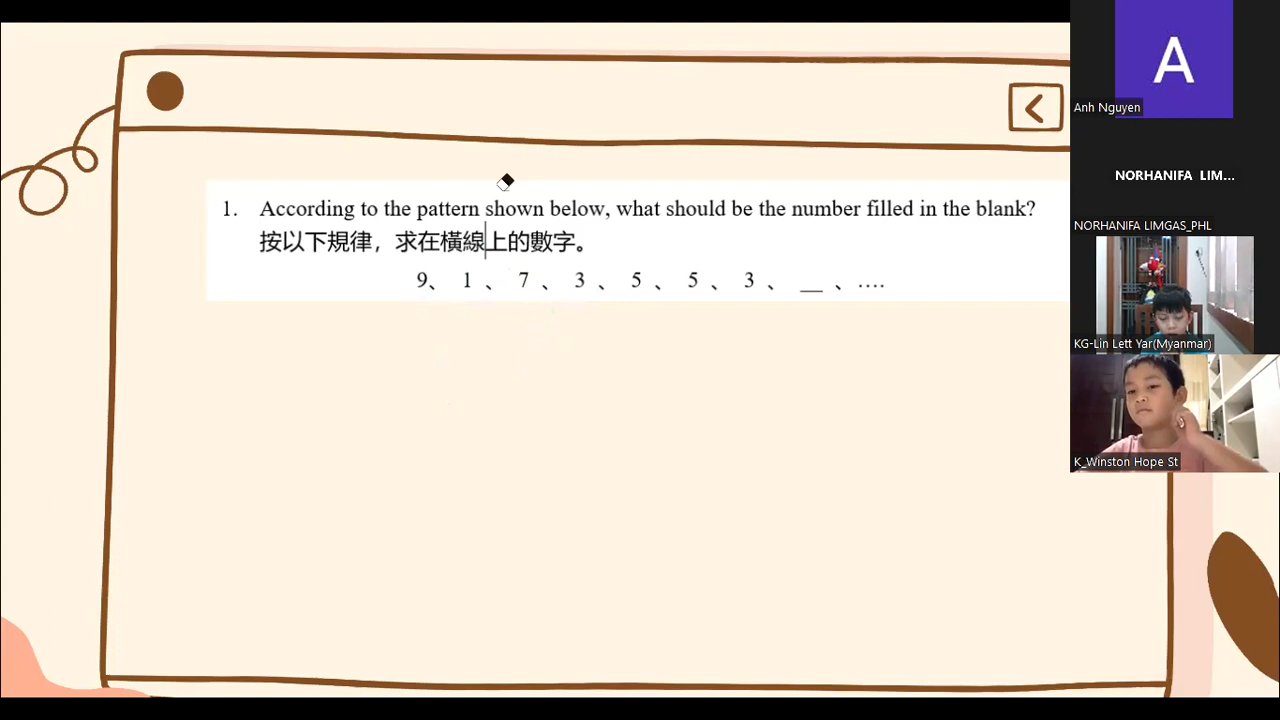 1. According to the pattern shown below, what should be the number filled in the blank?
按以下規律，求在橫線上的數字。
9、 1 、 7 、 3 、 5 、 5 、 3 、 __ 、….
A
Anh Nguyen
NORHANIFA LIM...
NORHANIFA LIMGAS_PHL
KG-Lin Lett Yar(Myanmar)
K_Winston Hope St